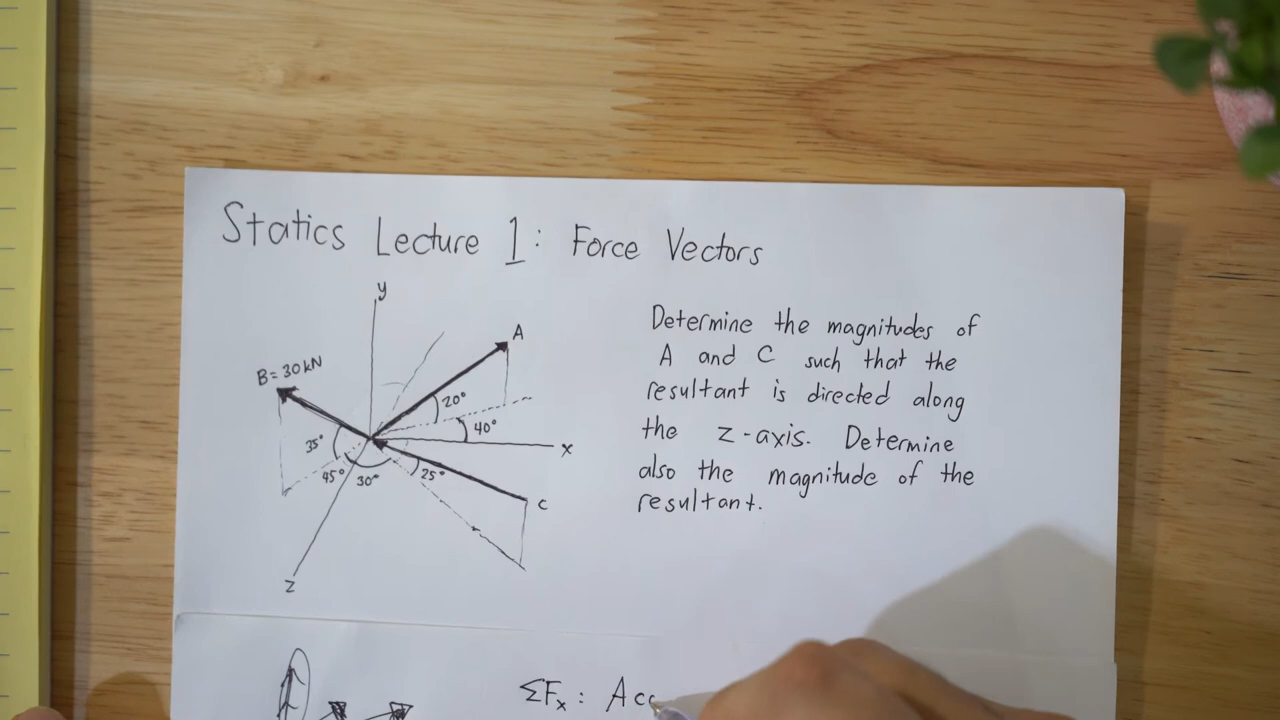 Statics Lecture 1: Force Vectors
y
A
B = 30 kN
20°
40°
x
35°
45°
30°
25°
C
z
Determine the magnitudes of
A and C such that the
resultant is directed along
the z-axis. Determine
also the magnitude of the
resultant.
ΣFx: A co